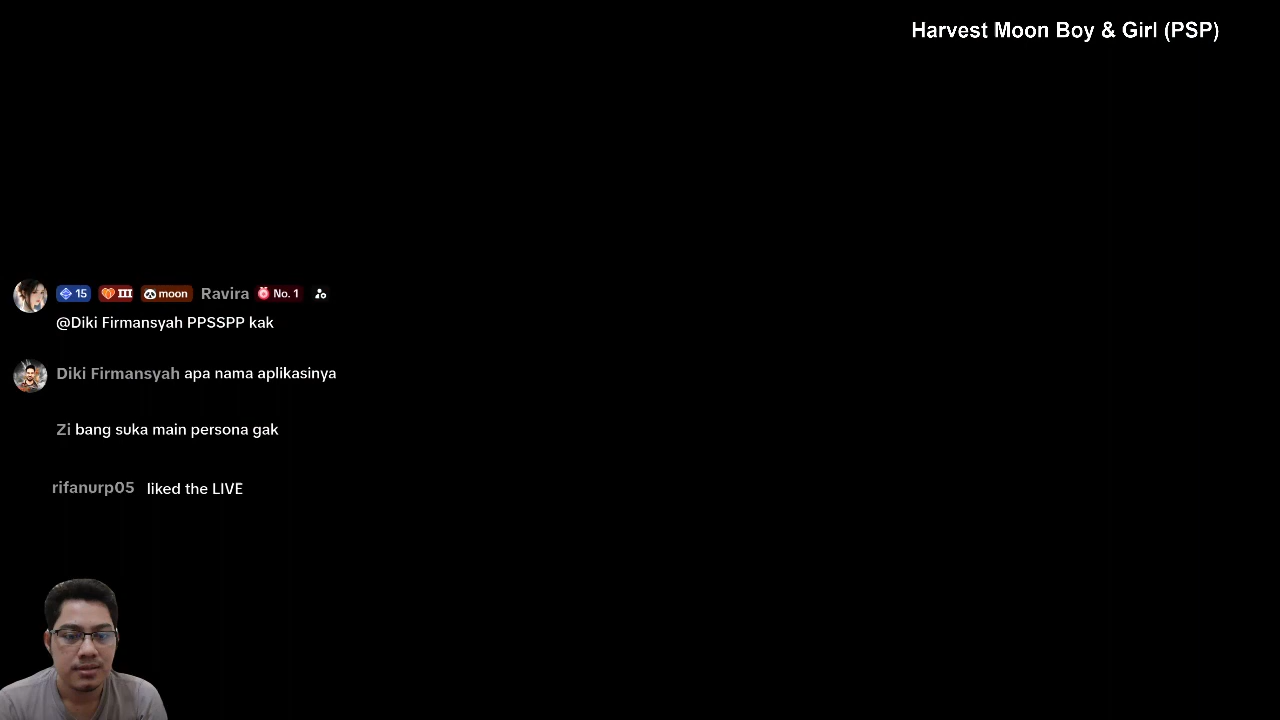 Harvest Moon Boy & Girl (PSP)
15 III moon Ravira No. 1
@Diki Firmansyah PPSSPP kak
Diki Firmansyah apa nama aplikasinya
Zi bang suka main persona gak
rifanurp05 liked the LIVE